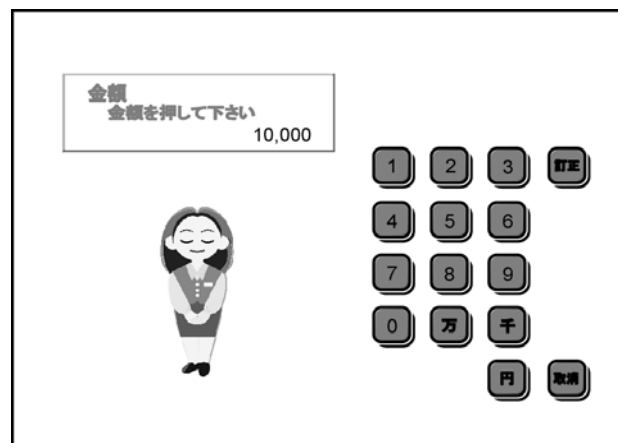 金額
金額を押して下さい
10,000
1 2 3 訂正
4 5 6
7 8 9
0 万 千
円 取消